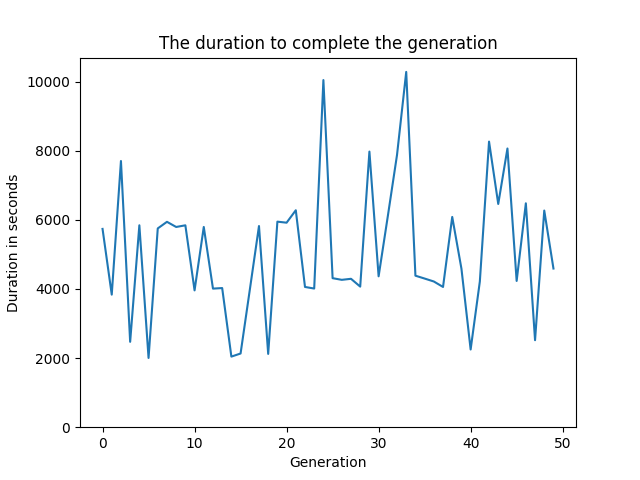 The duration to complete the generation
10000
8000
6000
4000
2000
0
Duration in seconds
0 10 20 30 40 50
Generation